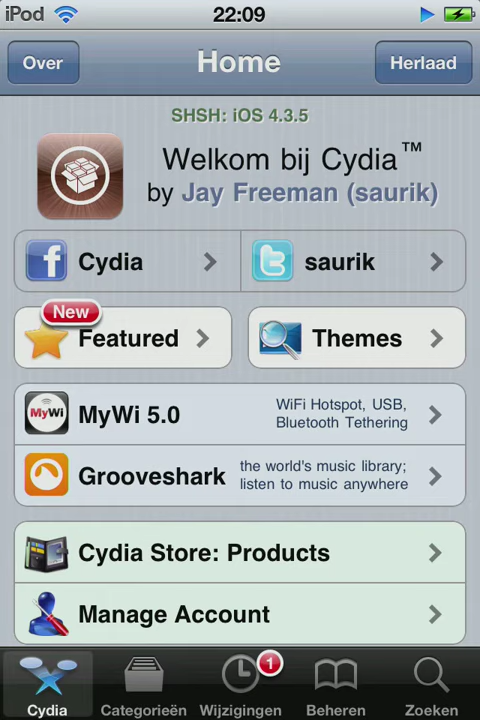 iPod 22:09
Over Home Herlaad
SHSH: iOS 4.3.5
Welkom bij Cydia™
by Jay Freeman (saurik)
Cydia saurik
New
Featured Themes
MyWi MyWi 5.0 WiFi Hotspot, USB,
Bluetooth Tethering
Grooveshark the world's music library;
listen to music anywhere
Cydia Store: Products
Manage Account
1
Cydia Categorieën Wijzigingen Beheren Zoeken